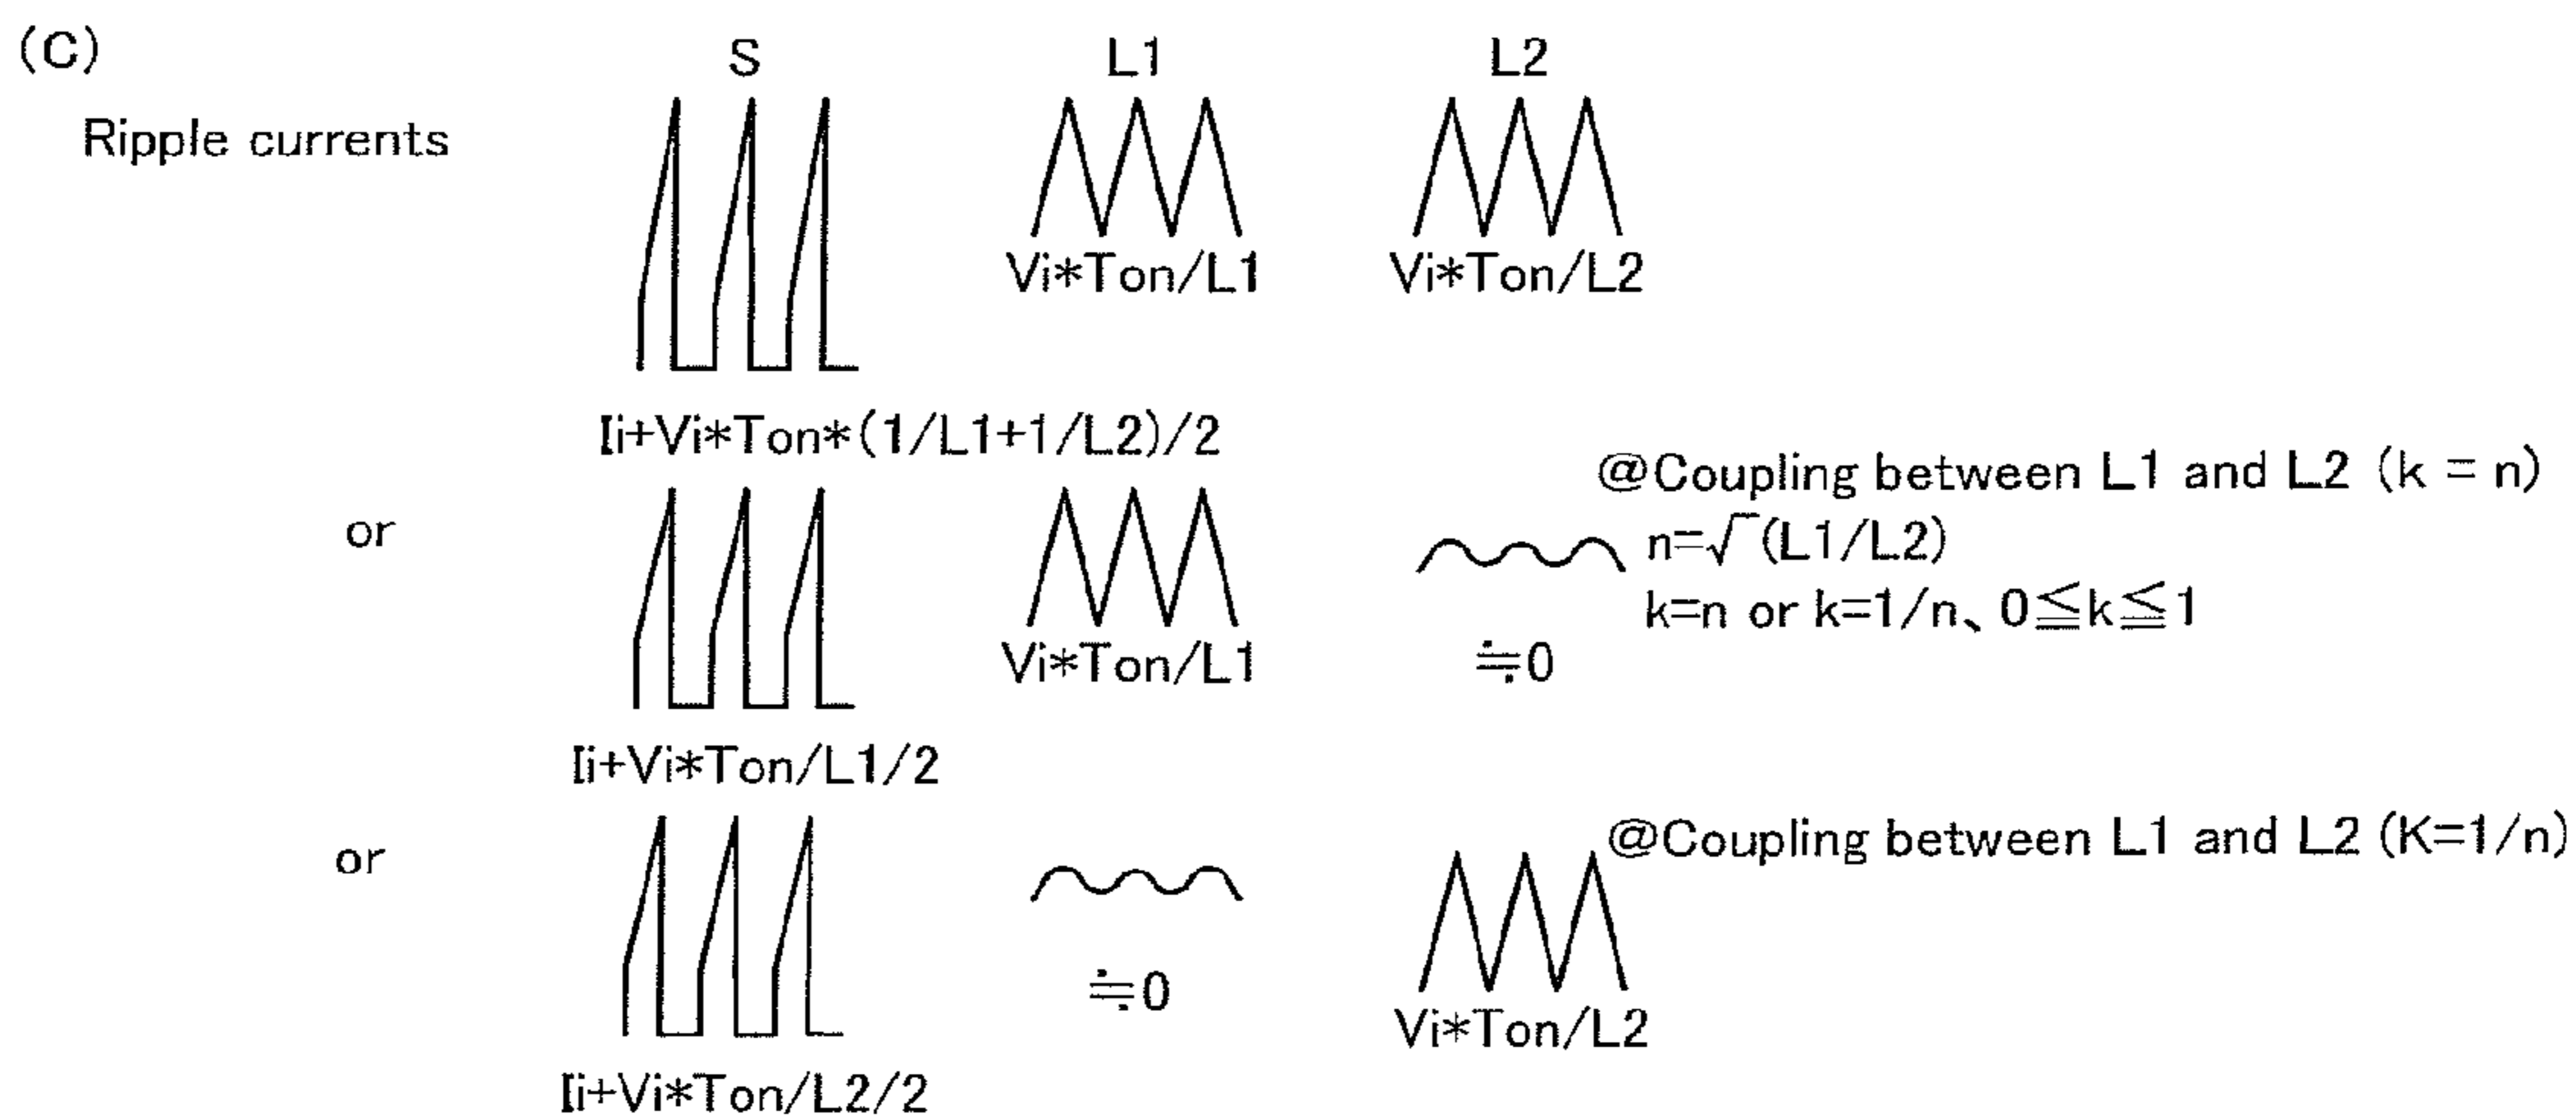 (C)
S L1 L2
Ripple currents
Vi*Ton/L1 Vi*Ton/L2
Ii+Vi*Ton*(1/L1+1/L2)/2
@Coupling between L1 and L2 (k = n)
or
n=√(L1/L2)
k=n or k=1/n、0≦k≦1
Vi*Ton/L1 ≒0
Ii+Vi*Ton/L1/2
@Coupling between L1 and L2 (K=1/n)
or
≒0
Vi*Ton/L2
Ii+Vi*Ton/L2/2